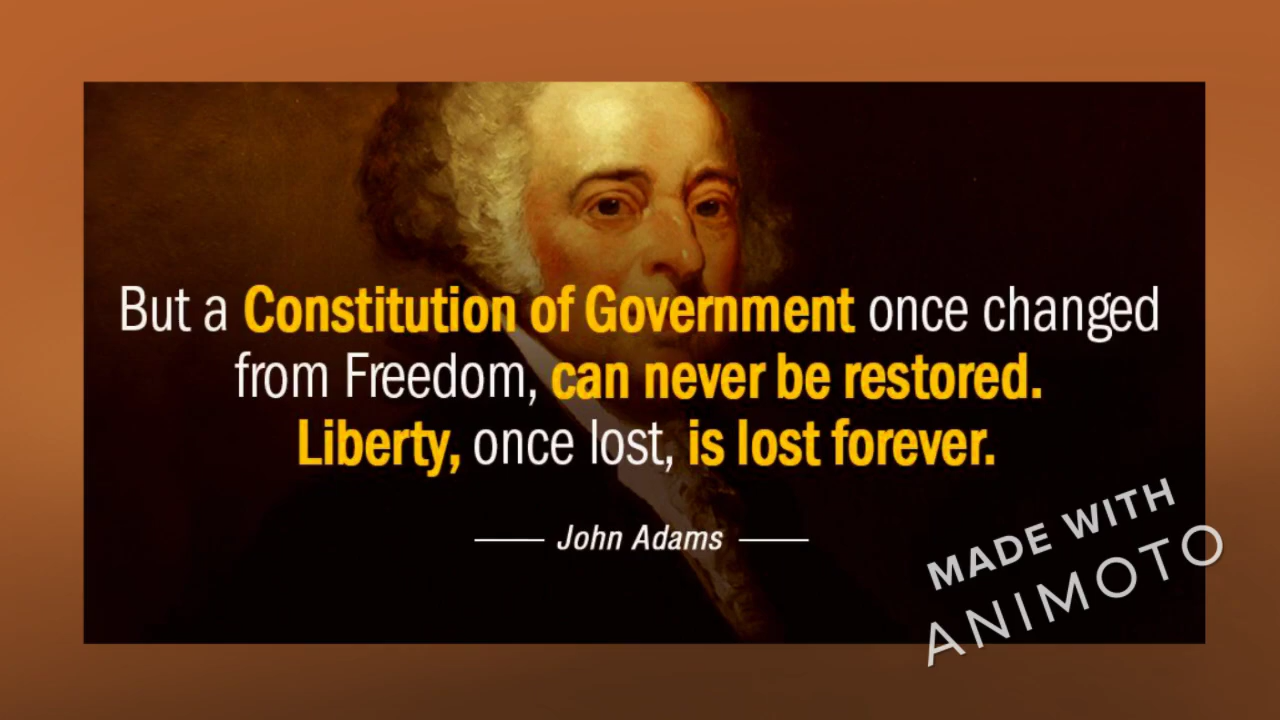 But a Constitution of Government once changed
from Freedom, can never be restored.
Liberty, once lost, is lost forever.
John Adams
MADE WITH
ANIMOTO